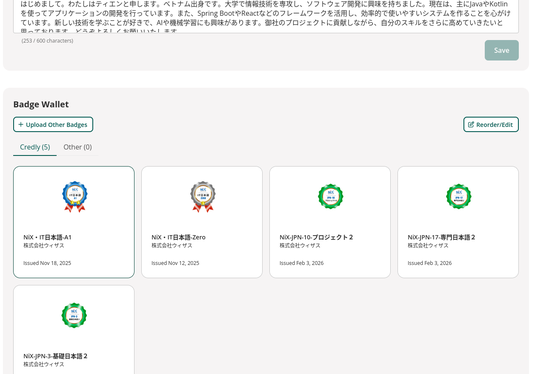 はじめまして。わたしはティエンと申します。ベトナム出身です。大学で情報技術を専攻し、ソフトウェア開発に興味を持ちました。現在は、主にJavaやKotlin
を使ってアプリケーションの開発を行っています。また、Spring BootやReactなどのフレームワークを活用し、効率的で使いやすいシステムを作ることを心がけ
ています。新しい技術を学ぶことが好きで、AIや機械学習にも興味があります。御社のプロジェクトに貢献しながら、自分のスキルをさらに高めていきたいと
思っております。どうぞよろしくお願いいたします。
(253 / 600 characters)
Save
Badge Wallet
+ Upload Other Badges
Reorder/Edit
Credly (5)
Other (0)
NiX・IT日本語-A1
株式会社ウィザス
Issued Nov 18, 2025
NiX・IT日本語-Zero
株式会社ウィザス
Issued Nov 12, 2025
NiX-JPN-10-プロジェクト２
株式会社ウィザス
Issued Feb 3, 2026
NiX-JPN-17-専門日本語２
株式会社ウィザス
Issued Feb 3, 2026
NiX-JPN-3-基礎日本語２
株式会社ウィザス